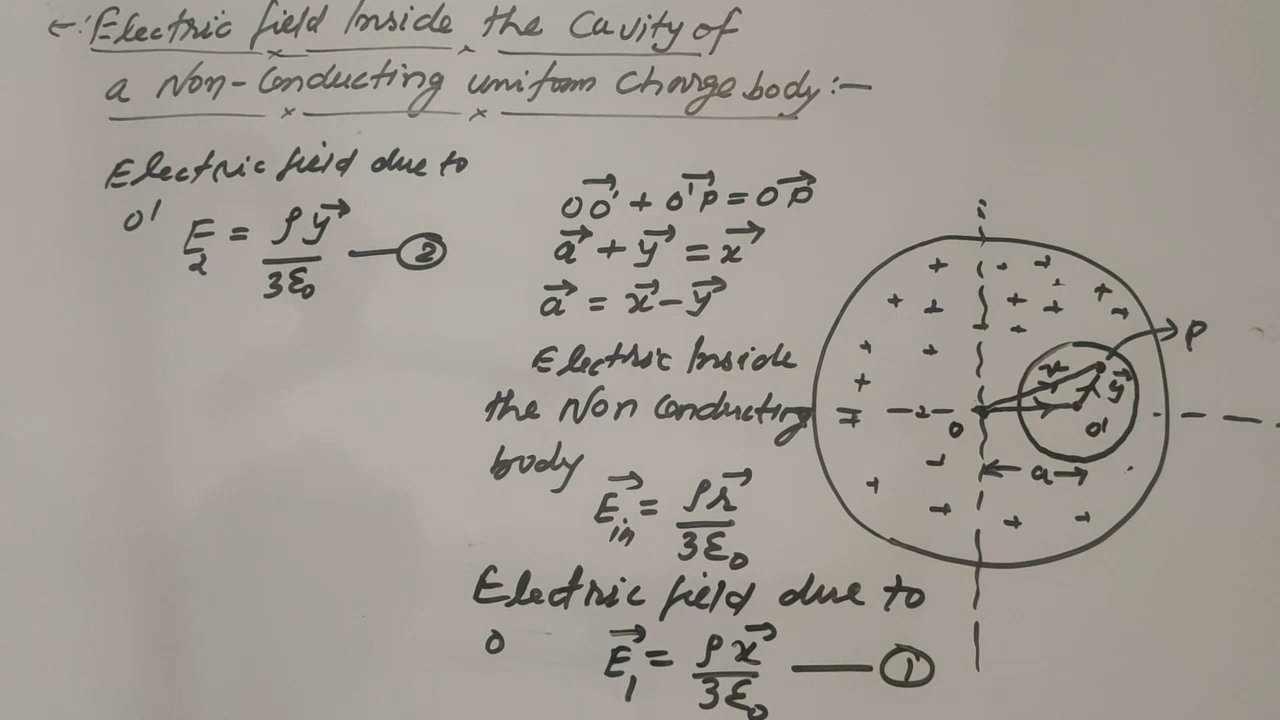 Electric field Inside the Cavity of
a Non-Conducting uniform Charge body :-
Electric field due to
O'
E₂ = ρy⃗ / 3ε₀ — ②
OO⃗' + O'P⃗ = OP⃗
a⃗ + y⃗ = x⃗
a⃗ = x⃗ - y⃗
Electric Inside
the Non Conducting
body
E⃗in = ρr⃗ / 3ε₀
Electric field due to
O
E⃗₁ = ρx⃗ / 3ε₀ — ①
P
x
y⃗
O
O'
a